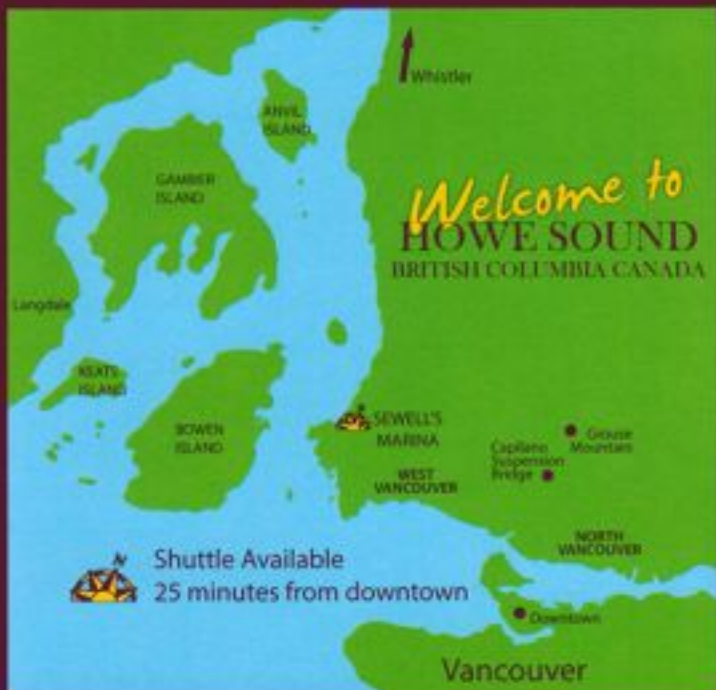 Whistler
ANVIL
ISLAND
GAMBIER
ISLAND
Welcome to
HOWE SOUND
BRITISH COLUMBIA CANADA
Langdale
KEATS
ISLAND
BOWEN
ISLAND
SEWELL'S
MARINA
Grouse
Mountain
Capilano
Suspension
Bridge
WEST
VANCOUVER
NORTH
VANCOUVER
N
Shuttle Available
25 minutes from downtown
Downtown
Vancouver